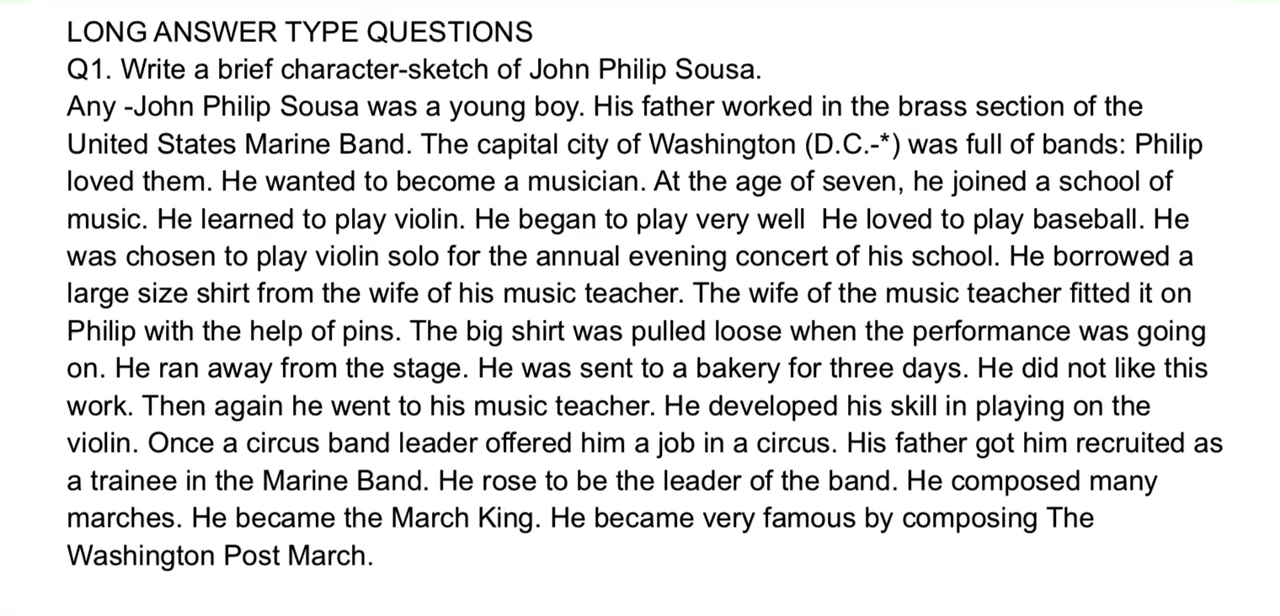 LONG ANSWER TYPE QUESTIONS
Q1. Write a brief character-sketch of John Philip Sousa.
Any -John Philip Sousa was a young boy. His father worked in the brass section of the
United States Marine Band. The capital city of Washington (D.C.-*) was full of bands: Philip
loved them. He wanted to become a musician. At the age of seven, he joined a school of
music. He learned to play violin. He began to play very well  He loved to play baseball. He
was chosen to play violin solo for the annual evening concert of his school. He borrowed a
large size shirt from the wife of his music teacher. The wife of the music teacher fitted it on
Philip with the help of pins. The big shirt was pulled loose when the performance was going
on. He ran away from the stage. He was sent to a bakery for three days. He did not like this
work. Then again he went to his music teacher. He developed his skill in playing on the
violin. Once a circus band leader offered him a job in a circus. His father got him recruited as
a trainee in the Marine Band. He rose to be the leader of the band. He composed many
marches. He became the March King. He became very famous by composing The
Washington Post March.